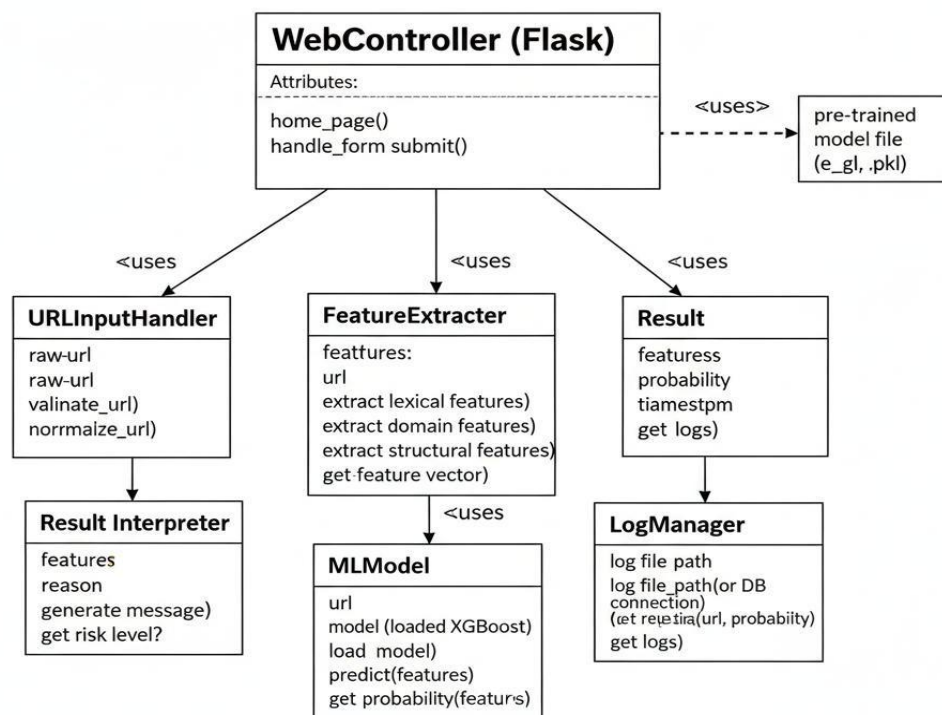 WebController (Flask)
Attributes:
home_page()
handle_form submit()
<uses>
pre-trained
model file
(e_gl, .pkl)
<uses
<uses
<uses
URLInputHandler
raw-url
raw-url
valinate_url)
norrmaize_url)
FeatureExtracter
feattures:
url
extract lexical features)
extract domain features)
extract structural features)
get feature vector)
Result
featuress
probability
tiamestpm
get logs)
<uses
Result Interpreter
features
reason
generate message)
get risk level?
MLModel
url
model (loaded XGBoost)
load model)
predict(features)
get probability(features)
LogManager
log file path
log file_path(or DB
connection)
(url, probabiity)
get logs)